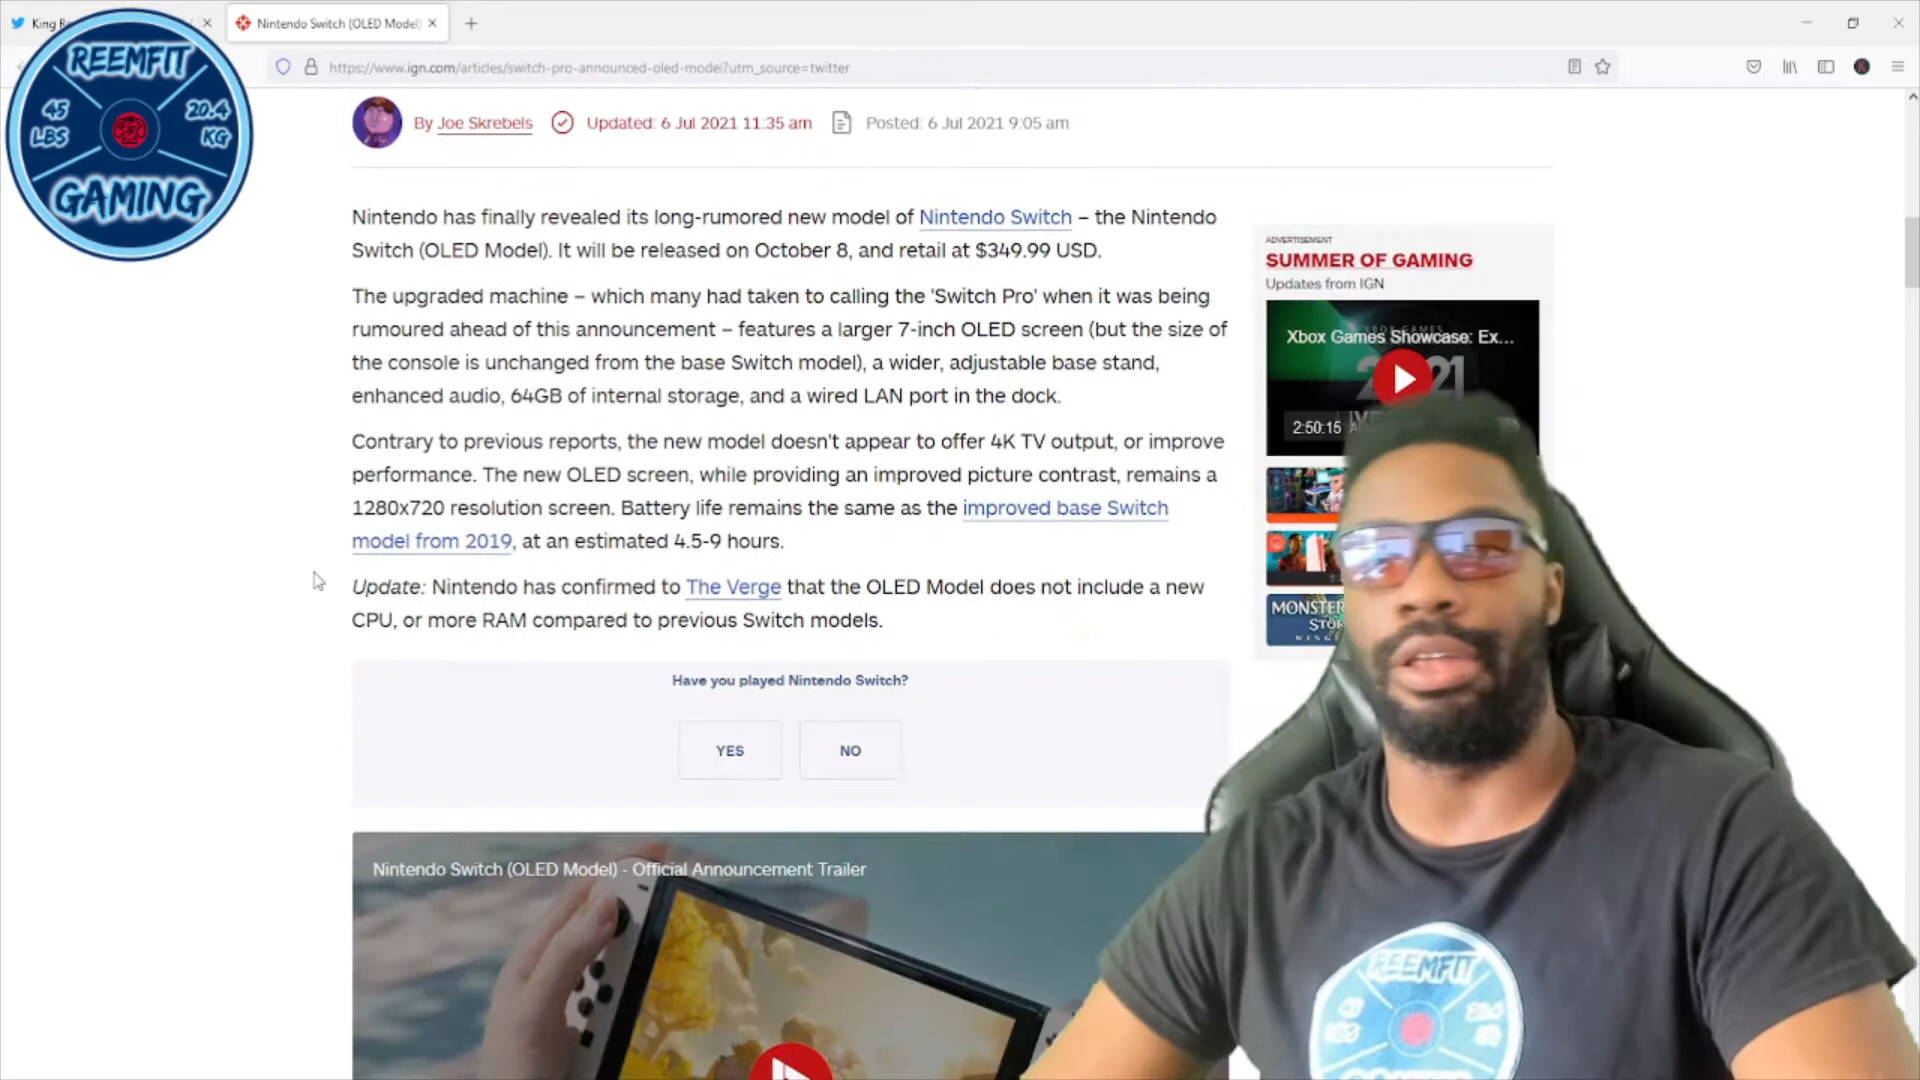 King Re
Nintendo Switch (OLED Model)
https://www.ign.com/articles/switch-pro-announced-oled-model?utm_source=twitter
REEMFIT
45
LBS
20.4
KG
GAMING
By Joe Skrebels
Updated: 6 Jul 2021 11:35 am
Posted: 6 Jul 2021 9:05 am
Nintendo has finally revealed its long-rumored new model of Nintendo Switch – the Nintendo
Switch (OLED Model). It will be released on October 8, and retail at $349.99 USD.
The upgraded machine – which many had taken to calling the 'Switch Pro' when it was being
rumoured ahead of this announcement – features a larger 7-inch OLED screen (but the size of
the console is unchanged from the base Switch model), a wider, adjustable base stand,
enhanced audio, 64GB of internal storage, and a wired LAN port in the dock.
Contrary to previous reports, the new model doesn't appear to offer 4K TV output, or improve
performance. The new OLED screen, while providing an improved picture contrast, remains a
1280x720 resolution screen. Battery life remains the same as the improved base Switch
model from 2019, at an estimated 4.5-9 hours.
Update: Nintendo has confirmed to The Verge that the OLED Model does not include a new
CPU, or more RAM compared to previous Switch models.
Have you played Nintendo Switch?
YES
NO
Nintendo Switch (OLED Model) - Official Announcement Trailer
ADVERTISEMENT
SUMMER OF GAMING
Updates from IGN
Xbox Games Showcase: Ex...
XBOX GAMES
2:50:15
MONSTER
STOR
WINGS
REEMFIT